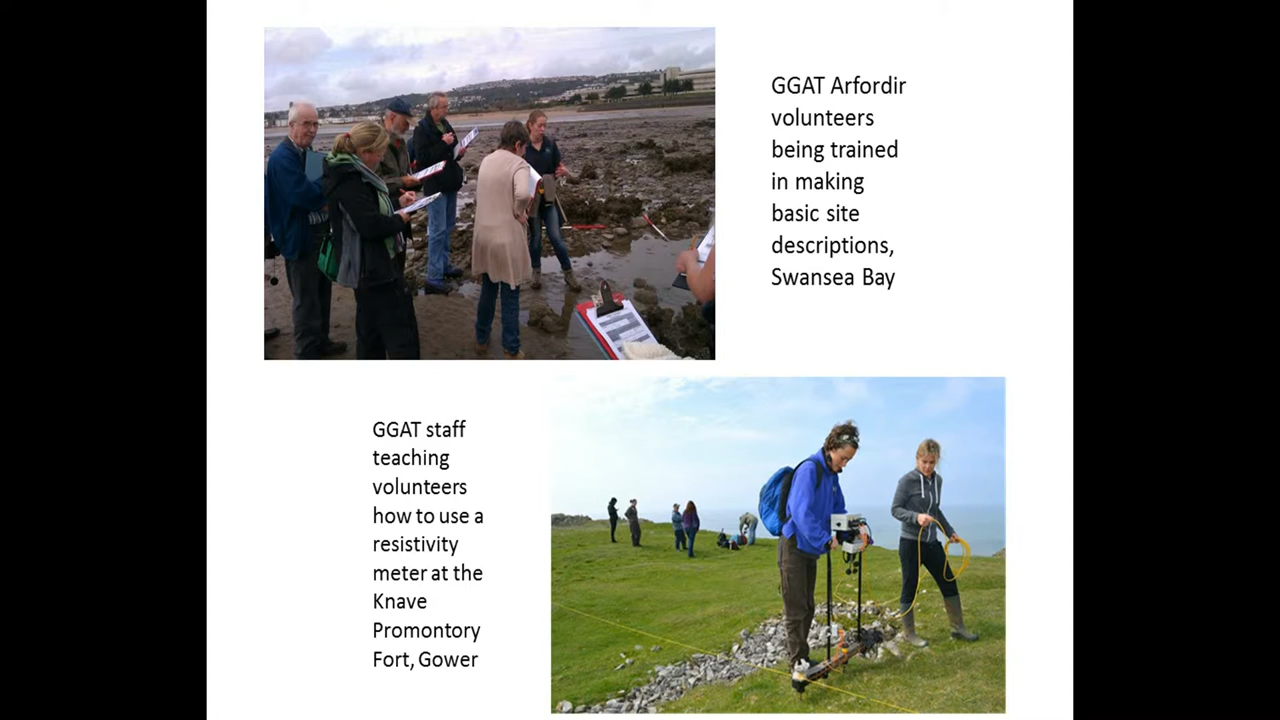 GGAT Arfordir
volunteers
being trained
in making
basic site
descriptions,
Swansea Bay
GGAT staff
teaching
volunteers
how to use a
resistivity
meter at the
Knave
Promontory
Fort, Gower